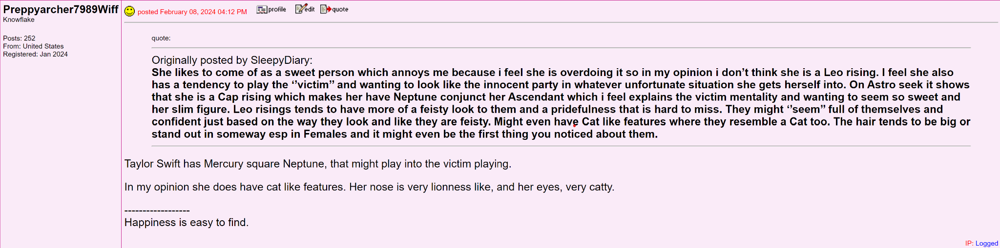 Preppyarcher7989Wiff
Knowflake
Posts: 252
From: United States
Registered: Jan 2024
posted February 08, 2024 04:12 PM profile edit quote
quote:
Originally posted by SleepyDiary:
She likes to come of as a sweet person which annoys me because i feel she is overdoing it so in my opinion i don’t think she is a Leo rising. I feel she also
has a tendency to play the ‘’victim’’ and wanting to look like the innocent party in whatever unfortunate situation she gets herself into. On Astro seek it shows
that she is a Cap rising which makes her have Neptune conjunct her Ascendant which i feel explains the victim mentality and wanting to seem so sweet and
her slim figure. Leo risings tends to have more of a feisty look to them and a pridefulness that is hard to miss. They might ‘’seem’’ full of themselves and
confident just based on the way they look and like they are feisty. Might even have Cat like features where they resemble a Cat too. The hair tends to be big or
stand out in someway esp in Females and it might even be the first thing you noticed about them.
Taylor Swift has Mercury square Neptune, that might play into the victim playing.
In my opinion she does have cat like features. Her nose is very lionness like, and her eyes, very catty.
------------------
Happiness is easy to find.
IP: Logged